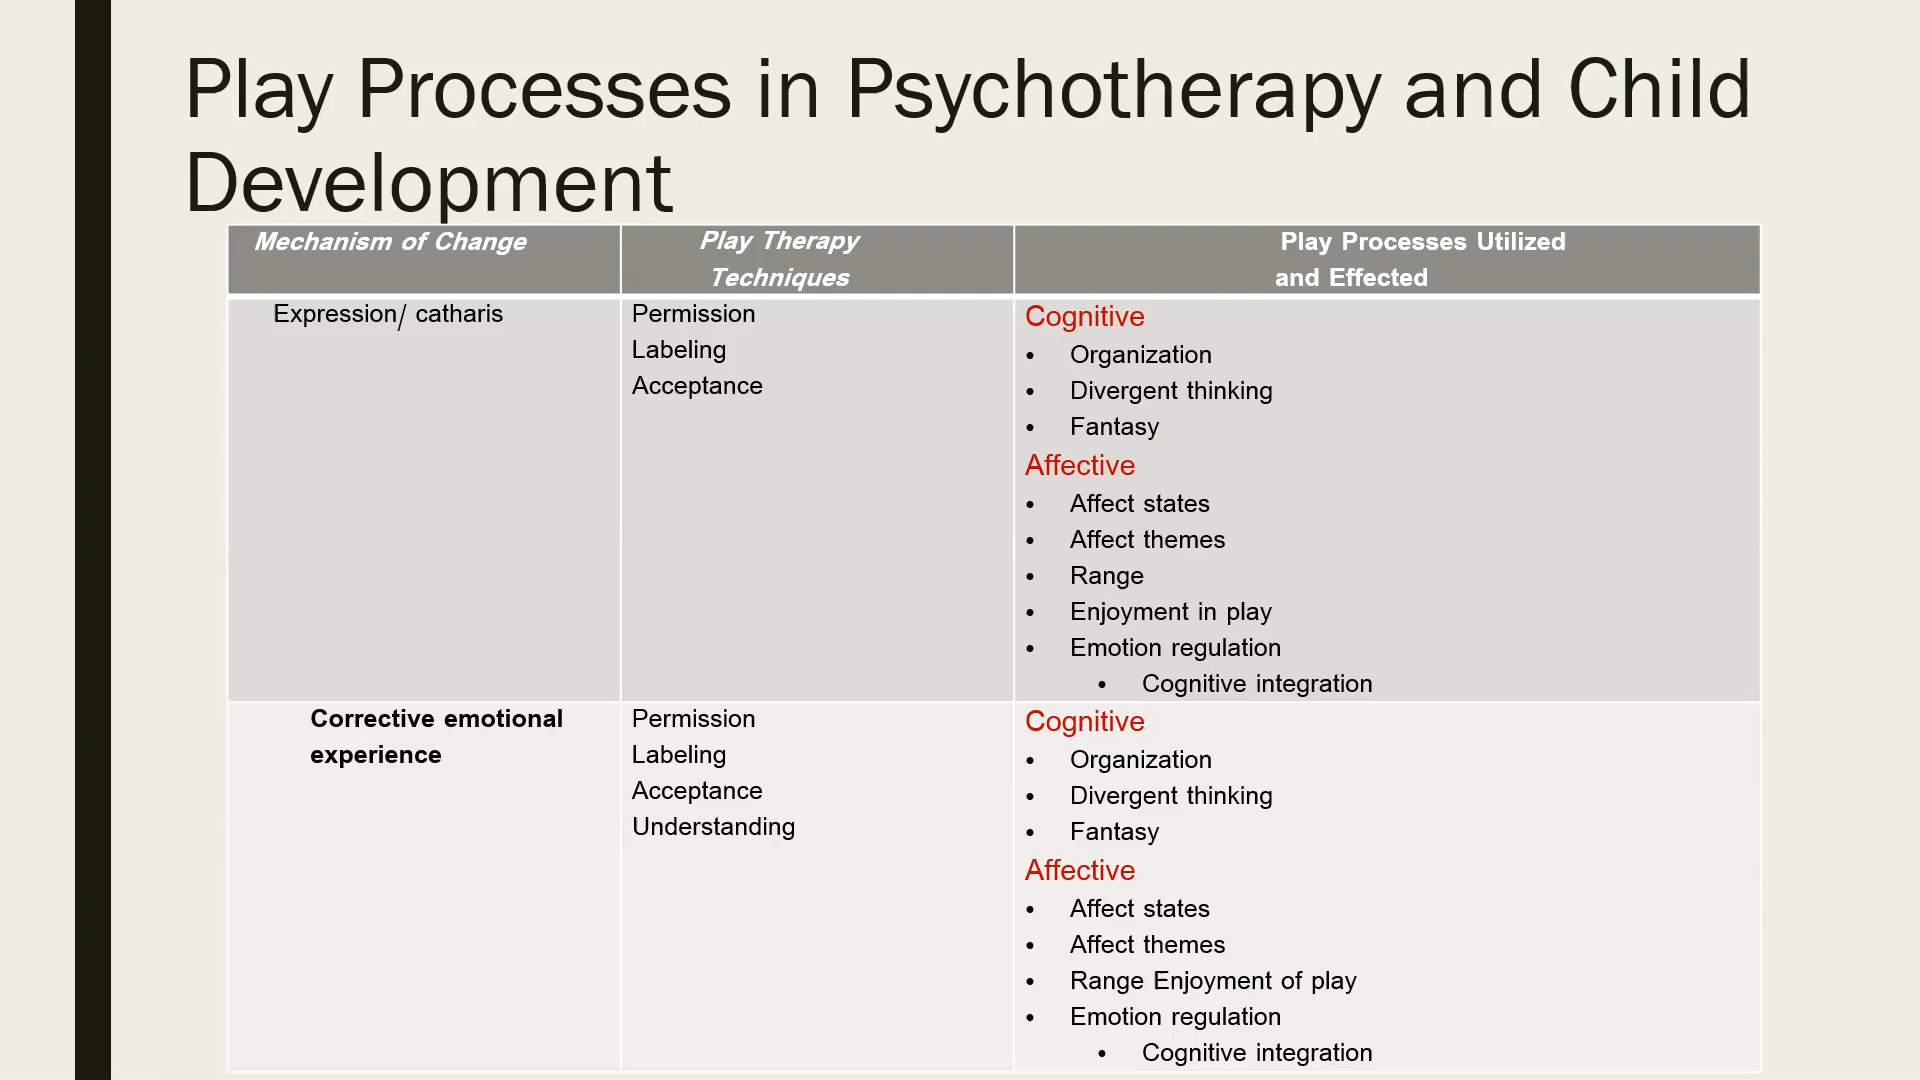 Play Processes in Psychotherapy and Child
Development
Mechanism of Change
Play Therapy
Techniques
Play Processes Utilized
and Effected
Expression/ catharis
Permission
Labeling
Acceptance
Cognitive
• Organization
• Divergent thinking
• Fantasy
Affective
• Affect states
• Affect themes
• Range
• Enjoyment in play
• Emotion regulation
• Cognitive integration
Corrective emotional
experience
Permission
Labeling
Acceptance
Understanding
Cognitive
• Organization
• Divergent thinking
• Fantasy
Affective
• Affect states
• Affect themes
• Range Enjoyment of play
• Emotion regulation
• Cognitive integration